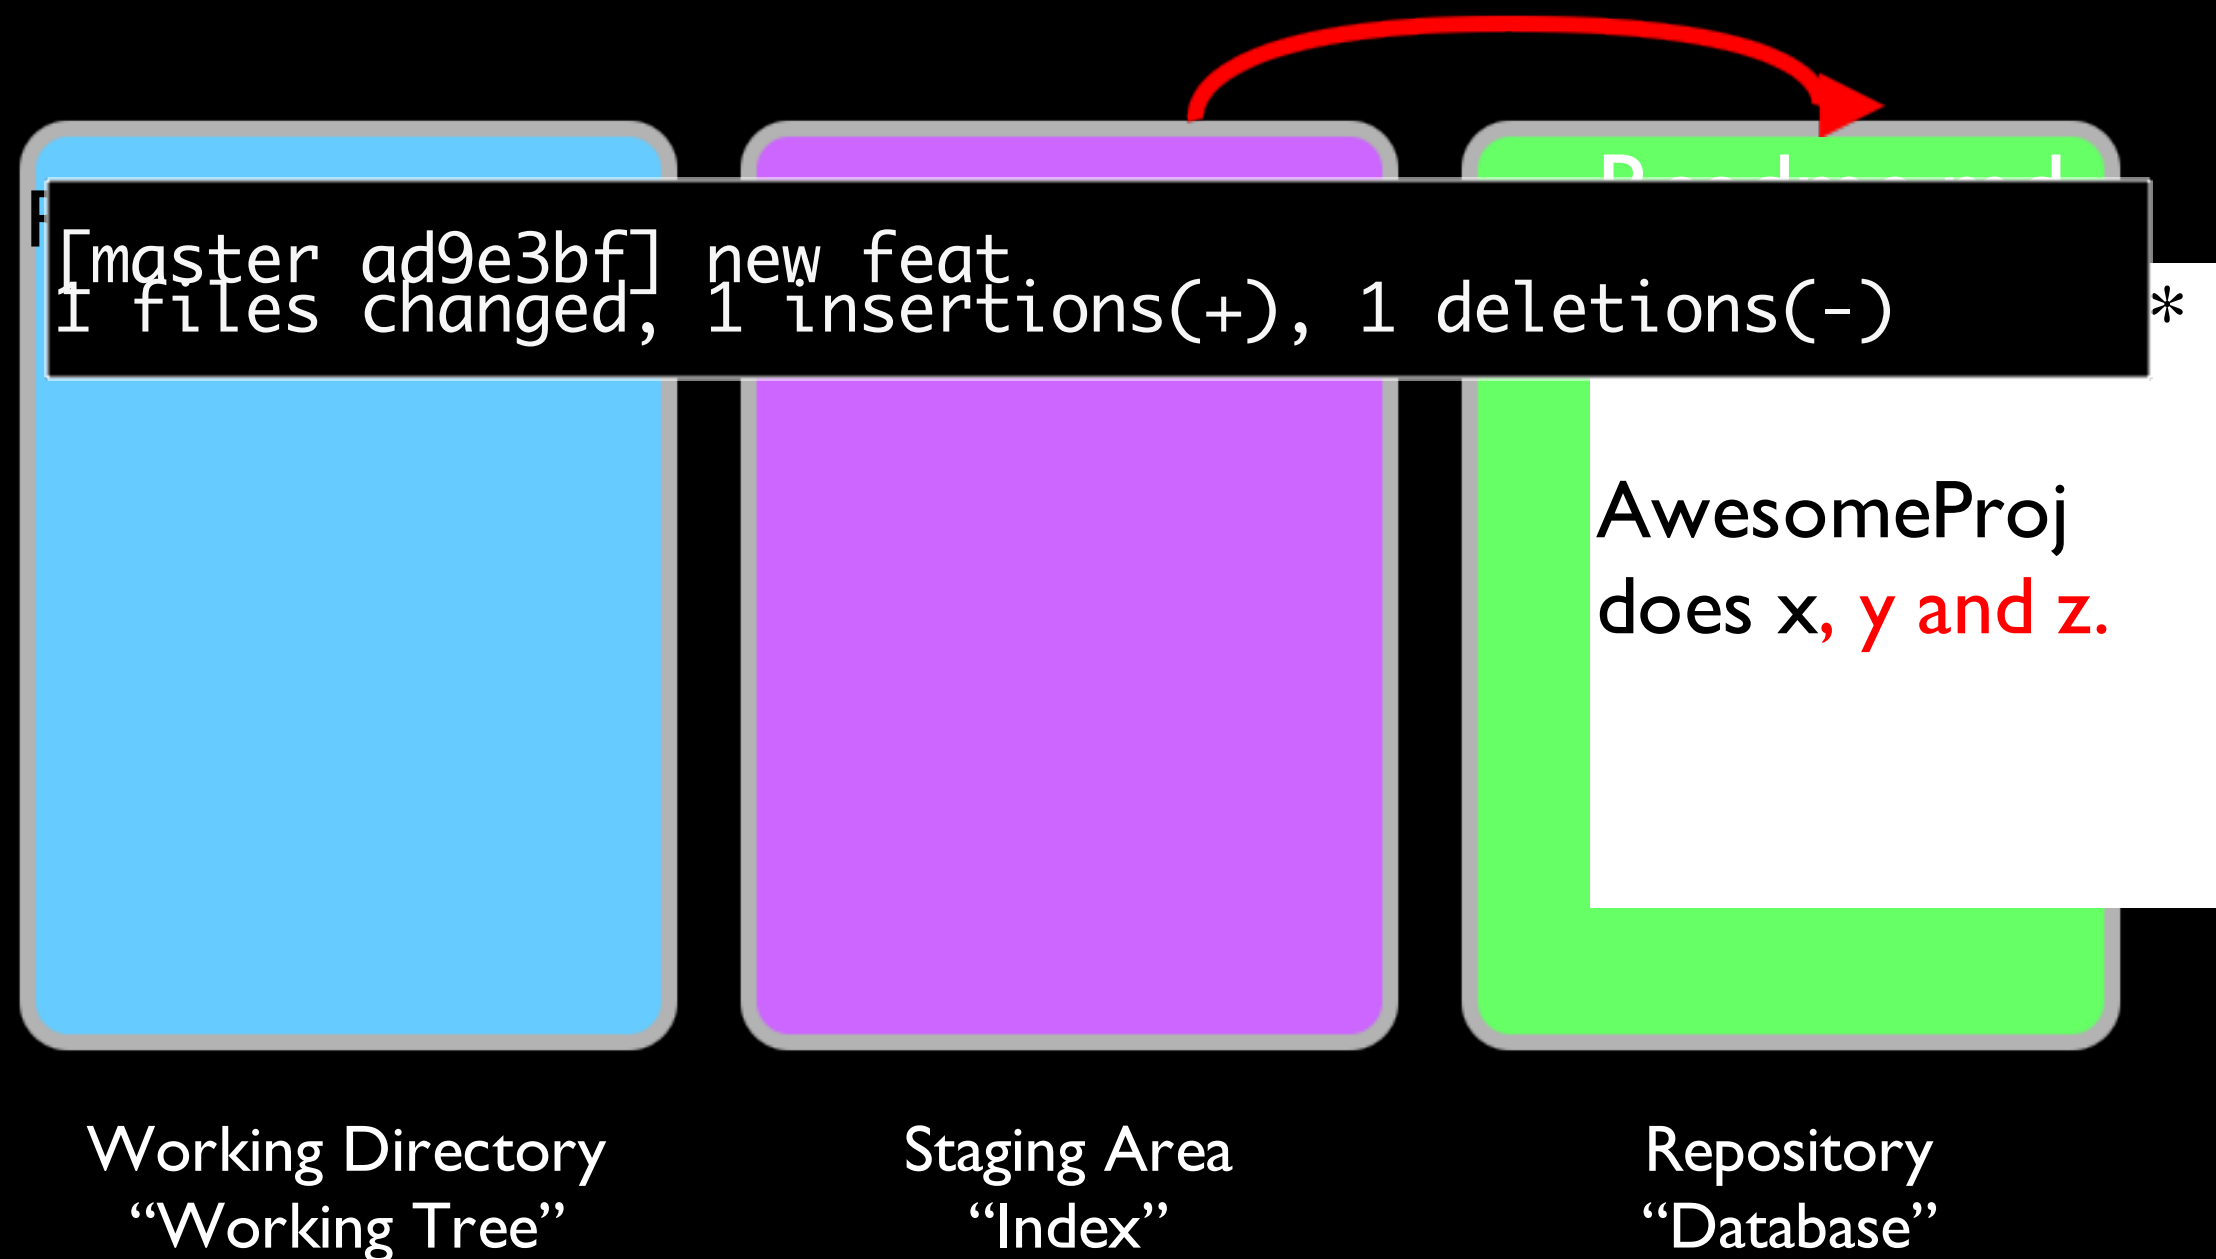 [master ad9e3bf] new feat
1 files changed, 1 insertions(+), 1 deletions(-)
*
AwesomeProj
does x, y and z.
Working Directory
“Working Tree”
Staging Area
“Index”
Repository
“Database”